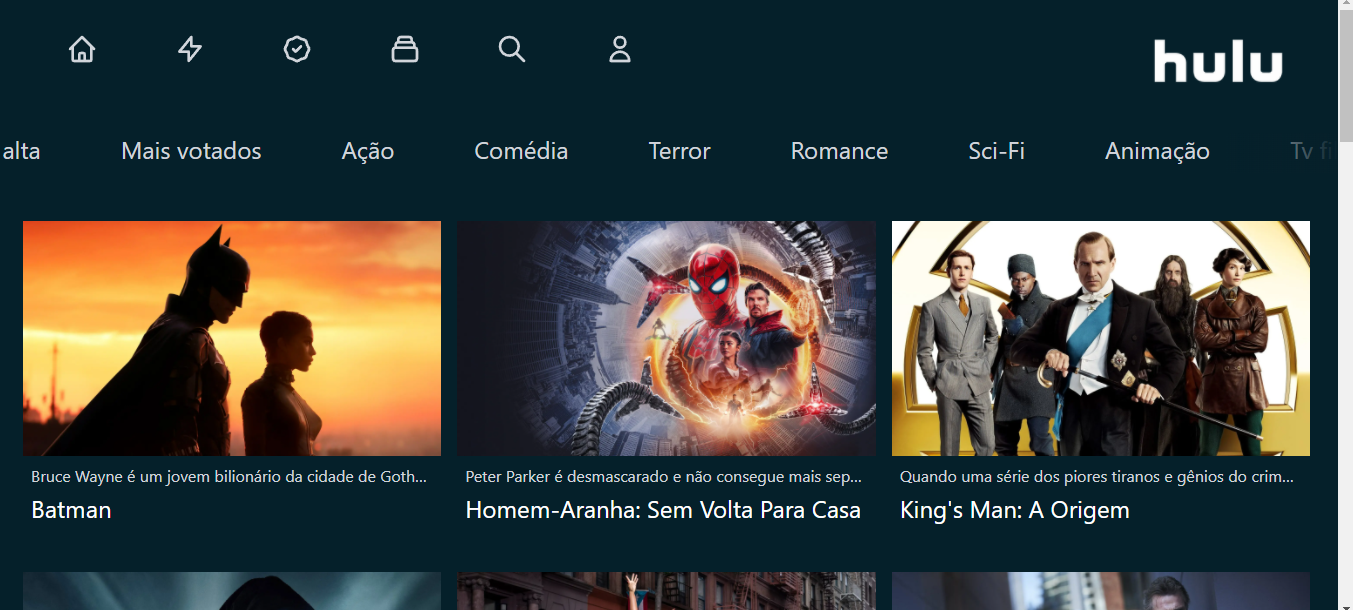 hulu
alta Mais votados Ação Comédia Terror Romance Sci-Fi Animação Tv
Bruce Wayne é um jovem bilionário da cidade de Goth...
Batman
Peter Parker é desmascarado e não consegue mais sep...
Homem-Aranha: Sem Volta Para Casa
Quando uma série dos piores tiranos e gênios do crim...
King's Man: A Origem